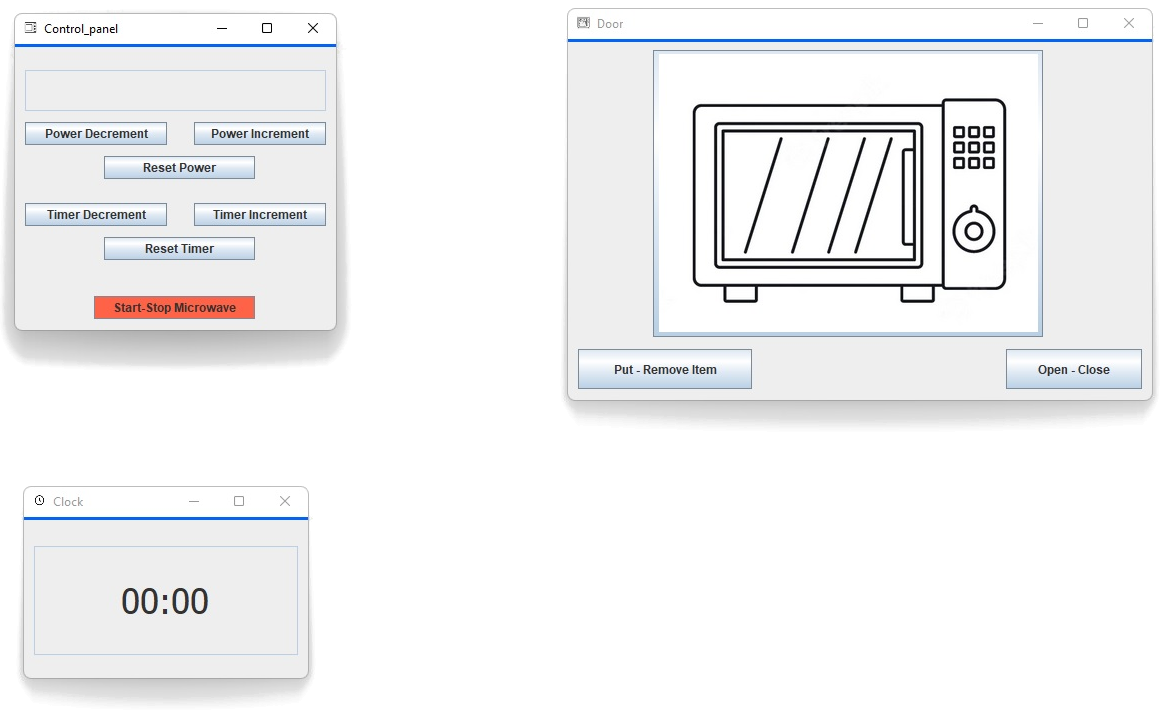 Control_panel
Power Decrement
Power Increment
Reset Power
Timer Decrement
Timer Increment
Reset Timer
Start-Stop Microwave
Door
Put - Remove Item
Open - Close
Clock
00:00